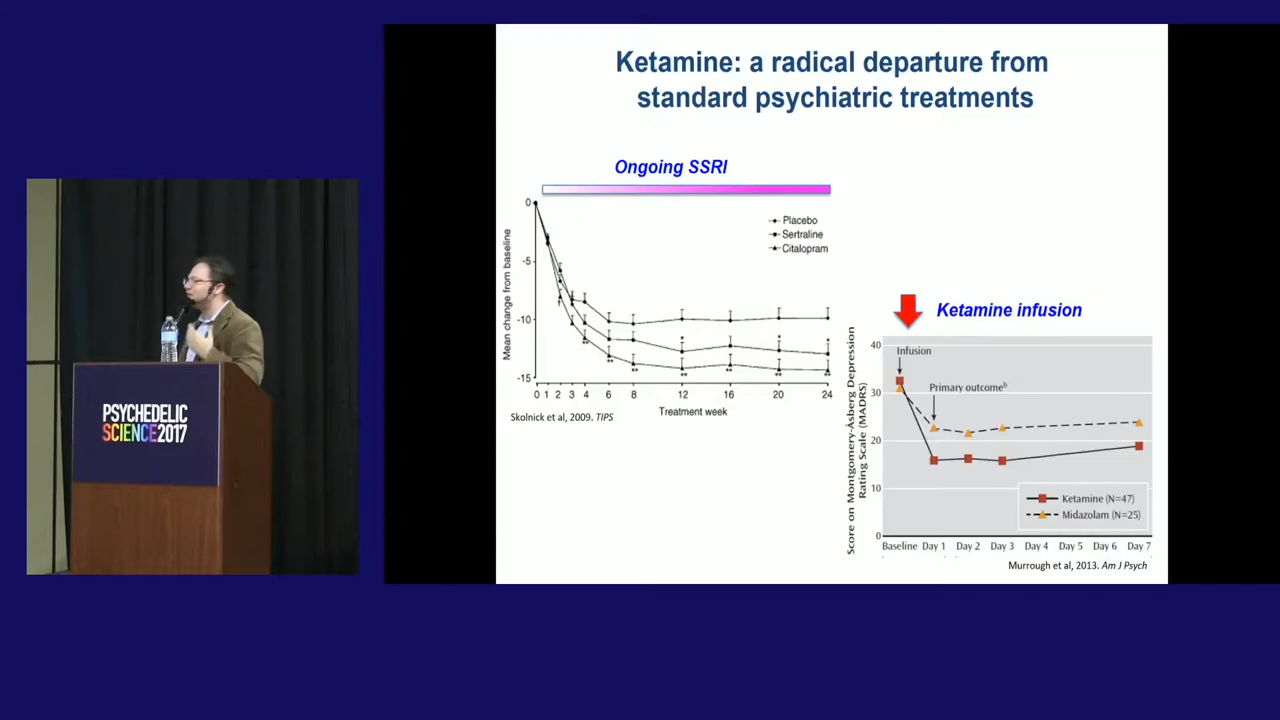 Ketamine: a radical departure from
standard psychiatric treatments
Ongoing SSRI
0
-5
-10
-15
Mean change from baseline
Placebo
Sertraline
Citalopram
* * *
** ** ** ** ** ** **
0 1 2 3 4 6 8 12 16 20 24
Treatment week
Skolnick et al, 2009. TIPS
Ketamine infusion
Score on Montgomery-Åsberg Depression
Rating Scale (MADRS)
40
30
20
10
0
Infusion
Primary outcomeᵇ
Ketamine (N=47)
Midazolam (N=25)
Baseline Day 1 Day 2 Day 3 Day 4 Day 5 Day 6 Day 7
Murrough et al, 2013. Am J Psych
PSYCHEDELIC
SCIENCE2017